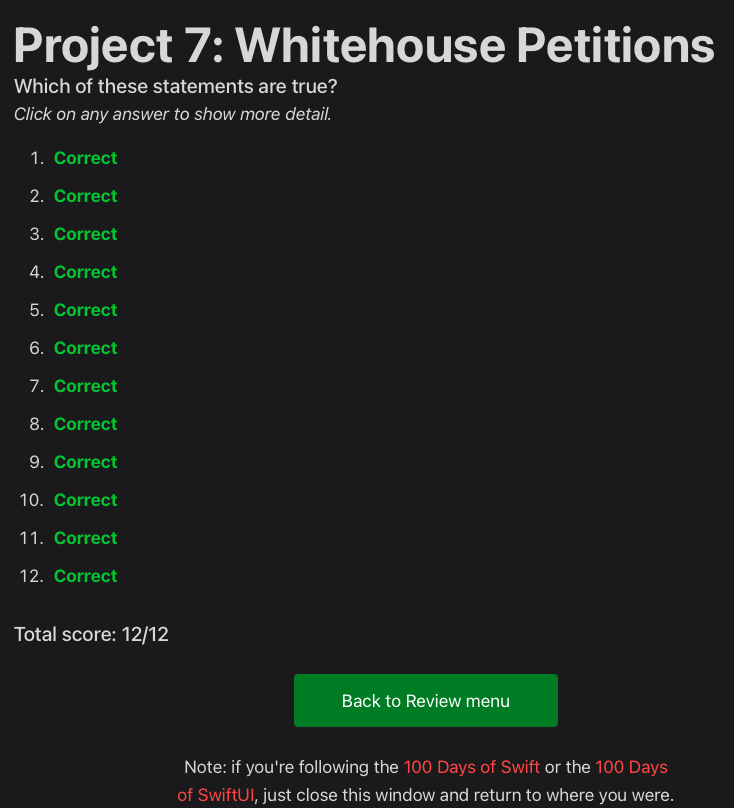 Project 7: Whitehouse Petitions
Which of these statements are true?
Click on any answer to show more detail.
1. Correct
2. Correct
3. Correct
4. Correct
5. Correct
6. Correct
7. Correct
8. Correct
9. Correct
10. Correct
11. Correct
12. Correct
Total score: 12/12
Back to Review menu
Note: if you're following the 100 Days of Swift or the 100 Days
of SwiftUI, just close this window and return to where you were.